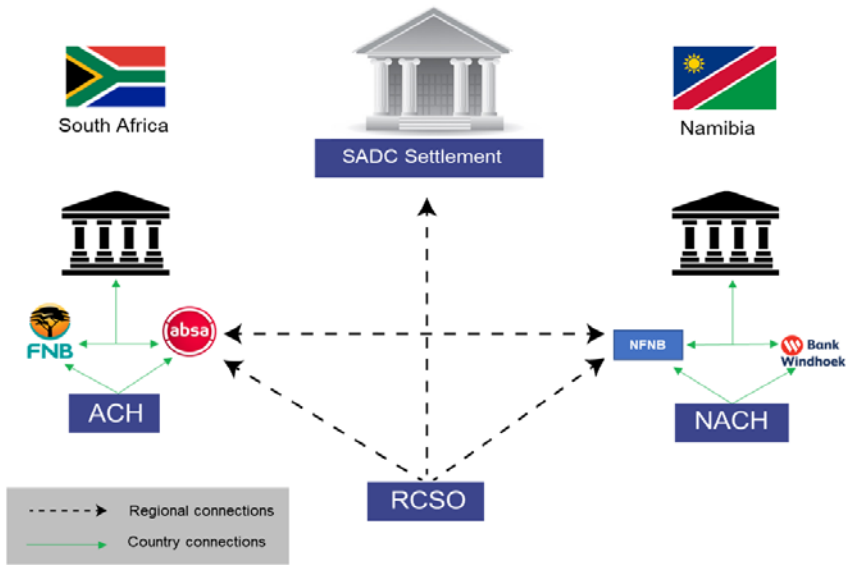 South Africa
SADC Settlement
Namibia
FNB
absa
NFNB
Bank
Windhoek
ACH
NACH
RCSO
Regional connections
Country connections